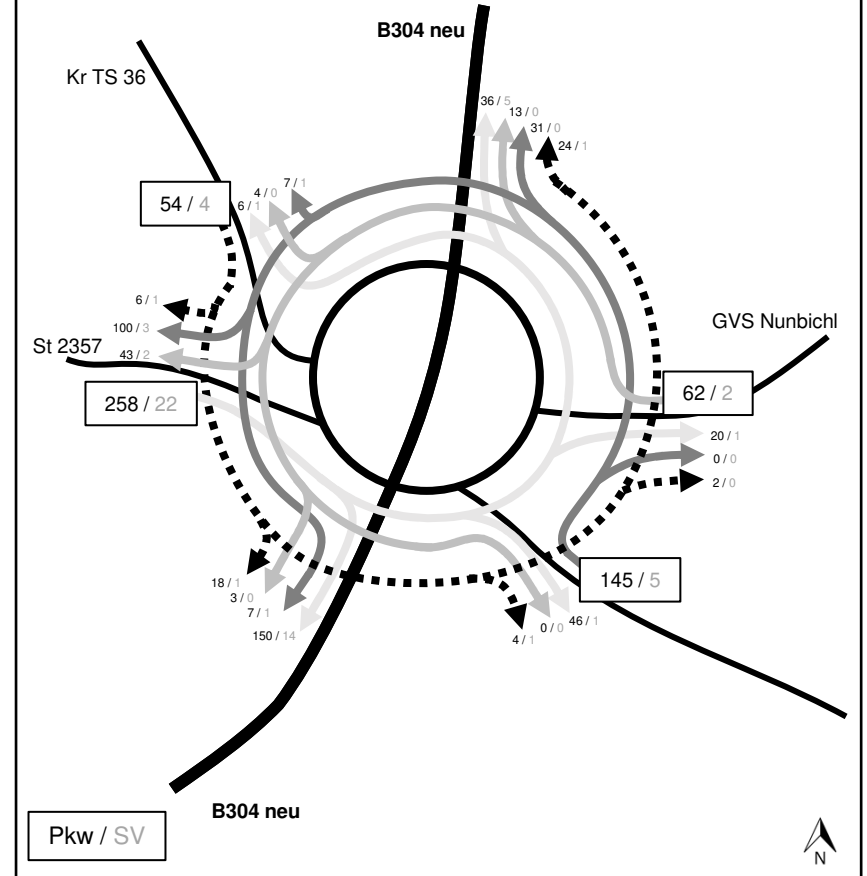 B304 neu
Kr TS 36
36 / 5
13 / 0
31 / 0
24 / 1
7 / 1
4 / 0
6 / 1
54 / 4
6 / 1
100 / 3
St 2357
43 / 2
258 / 22
GVS Nunbichl
62 / 2
20 / 1
0 / 0
2 / 0
145 / 5
18 / 1
3 / 0
7 / 1
150 / 14
46 / 1
0 / 0
4 / 1
B304 neu
Pkw / SV
N